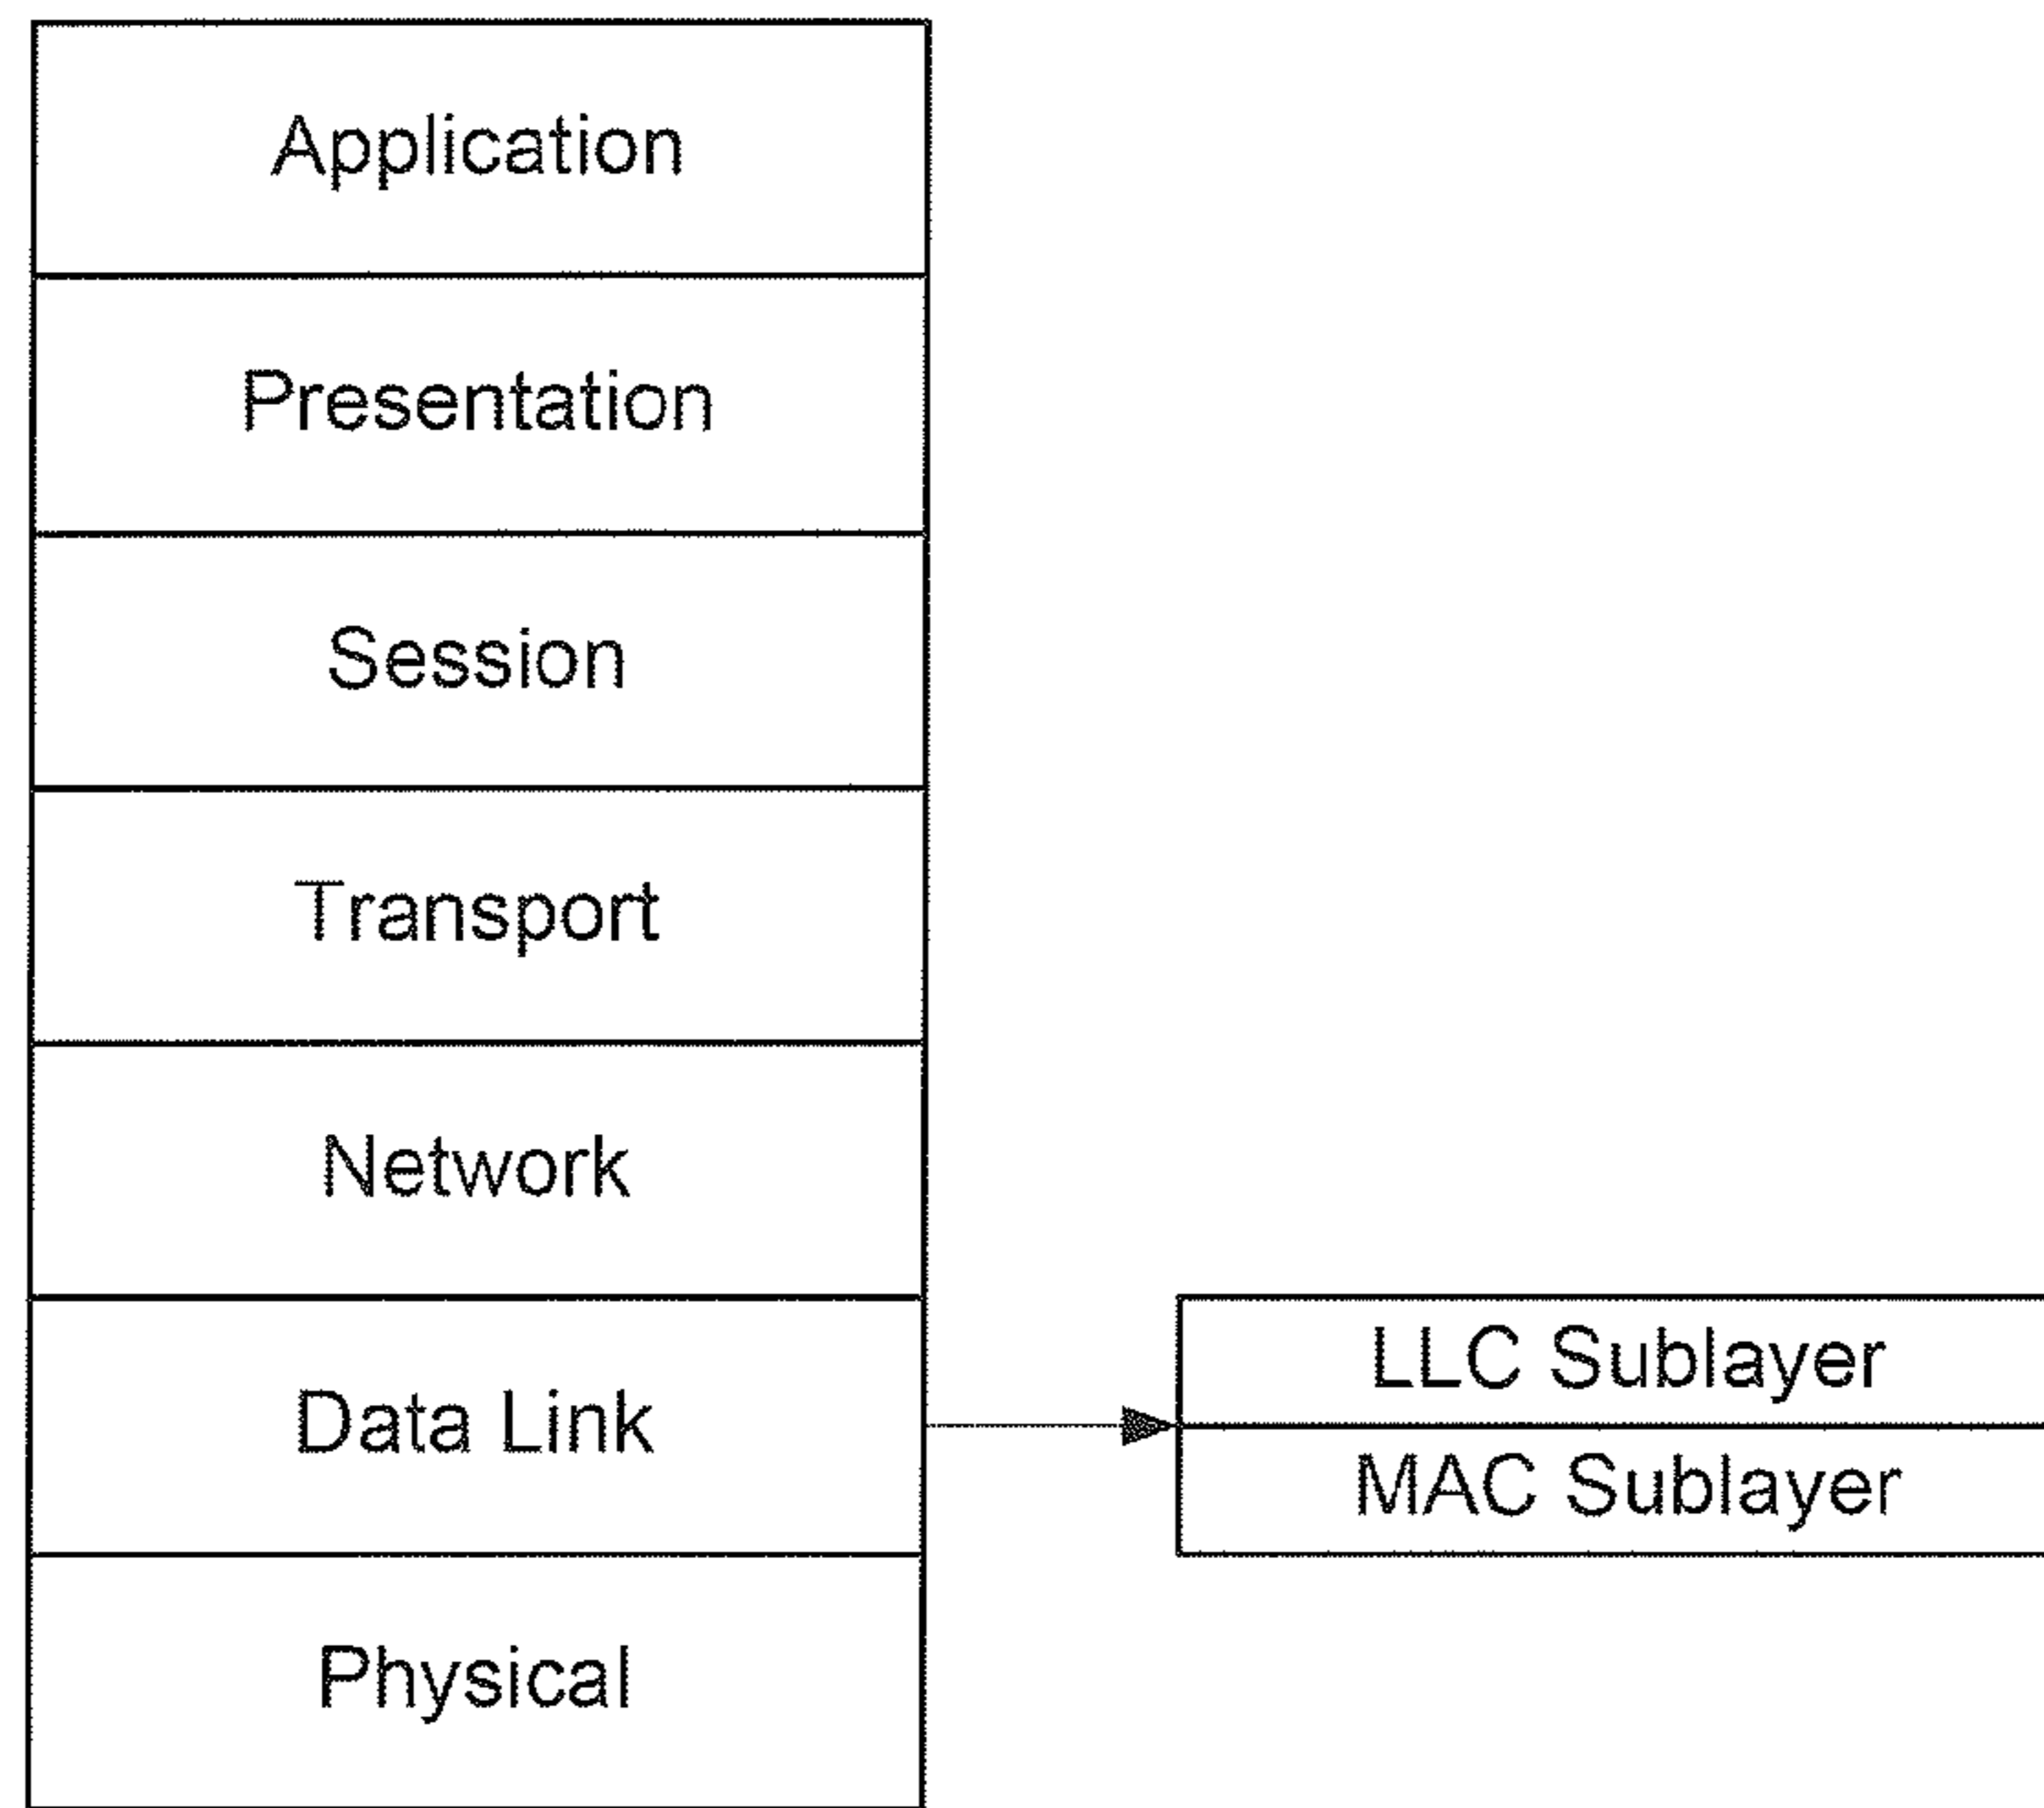 Application
Presentation
Session
Transport
Network
Data Link
LLC Sublayer
MAC Sublayer
Physical